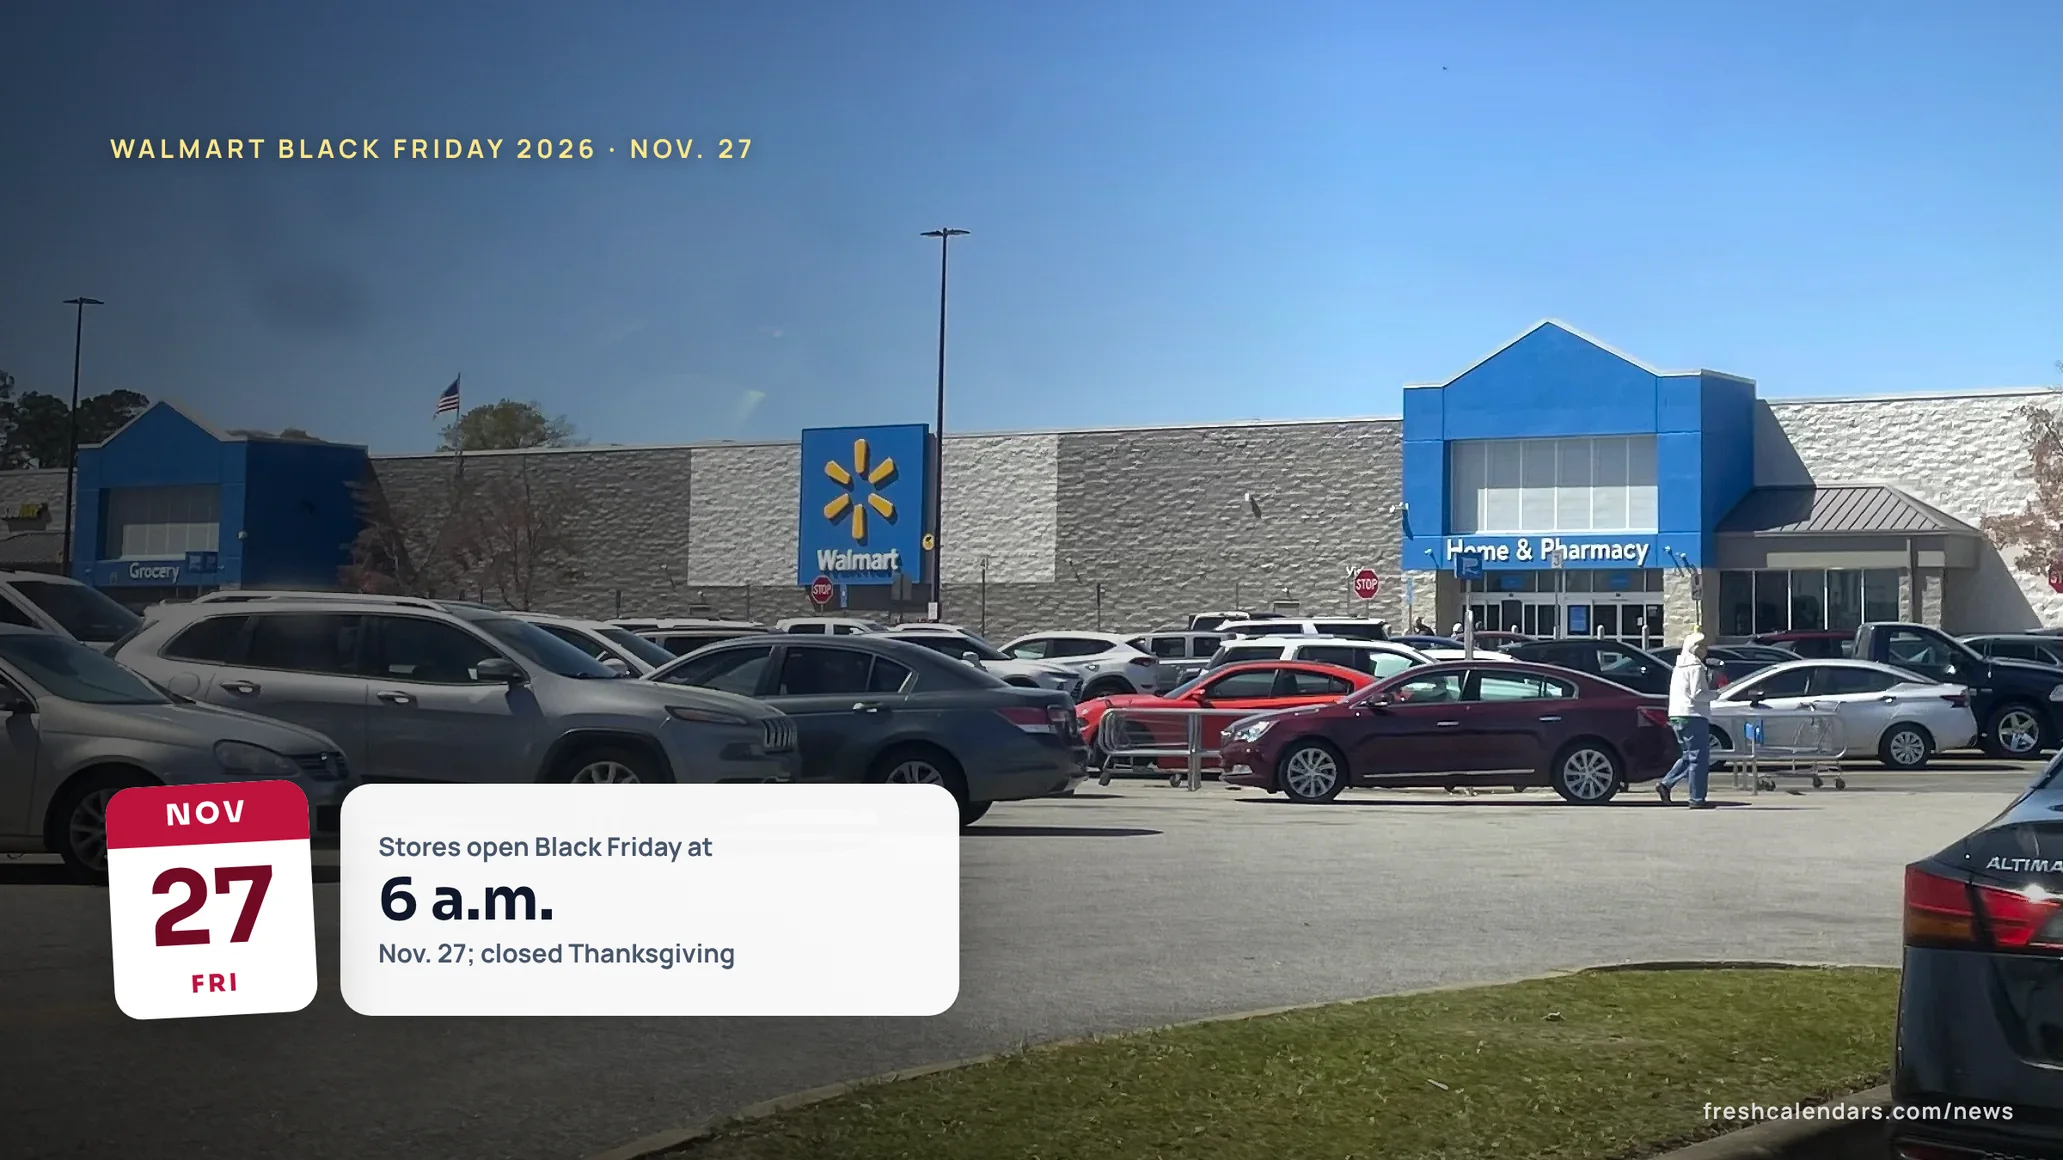 WALMART BLACK FRIDAY 2026 · NOV. 27
Grocery
Walmart
Home & Pharmacy
STOP
STOP
NOV
27
FRI
Stores open Black Friday at
6 a.m.
Nov. 27; closed Thanksgiving
ALTIMA
freshcalendars.com/news